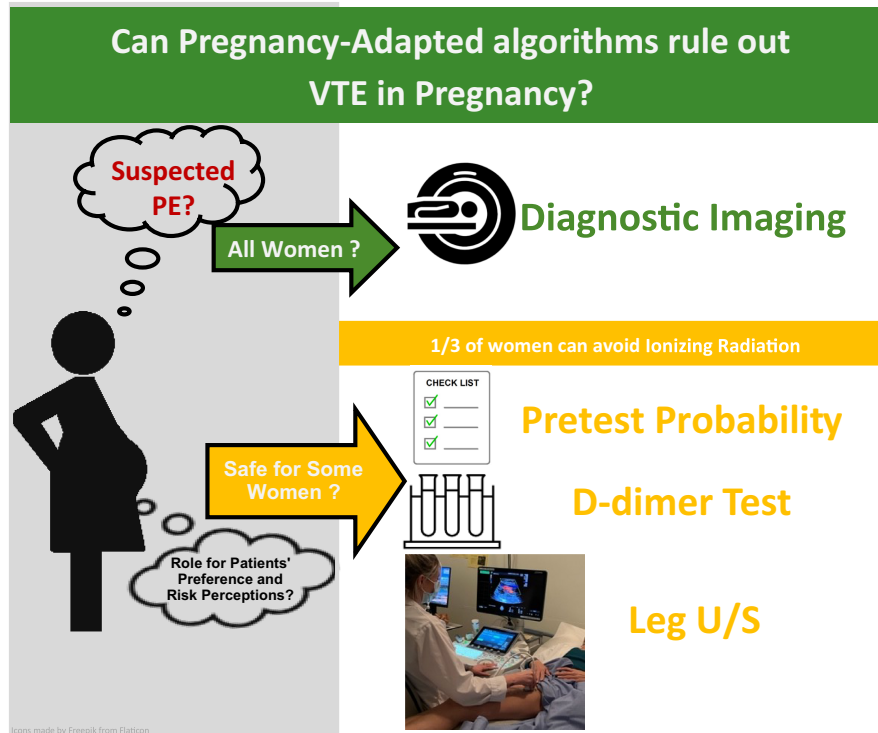 Can Pregnancy-Adapted algorithms rule out
VTE in Pregnancy?
Suspected
PE?
All Women ?
Diagnostic Imaging
1/3 of women can avoid Ionizing Radiation
CHECK LIST
Pretest Probability
Safe for Some
Women ?
D-dimer Test
Role for Patients'
Preference and
Risk Perceptions?
Leg U/S
Icons made by Freepik from Flaticon